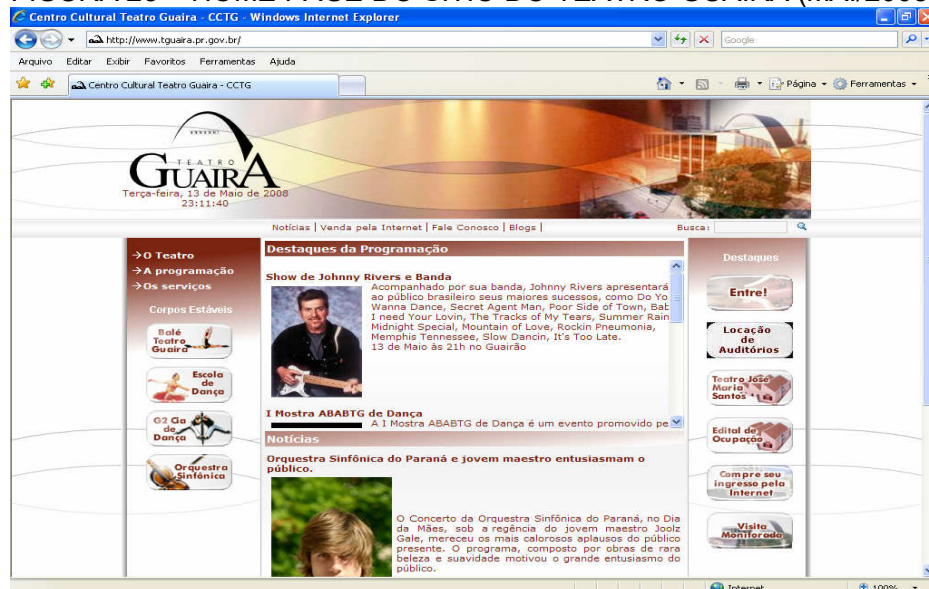 Centro Cultural Teatro Guaira - CCTG - Windows Internet Explorer
http://www.tguaira.pr.gov.br/
Google
Arquivo Editar Exibir Favoritos Ferramentas Ajuda
Centro Cultural Teatro Guaira - CCTG
Página Ferramentas
TEATRO
GUAIRA
Terça-feira, 13 de Maio de 2008
23:11:40
Notícias | Venda pela Internet | Fale Conosco | Blogs |
Busca:
O Teatro
A programação
Os serviços
Corpos Estáveis
Balé
Teatro
Guaira
Escola
de
Dança
G2 Cia
de
Dança
Orquestra
Sinfônica
Destaques da Programação
Show de Johnny Rivers e Banda
Acompanhado por sua banda, Johnny Rivers apresentará
ao público brasileiro seus maiores sucessos, como Do Yo
Wanna Dance, Secret Agent Man, Poor Side of Town, Bab
I need Your Lovin, The Tracks of My Tears, Summer Rain
Midnight Special, Mountain of Love, Rockin Pneumonia,
Memphis Tennessee, Slow Dancin, It's Too Late.
13 de Maio às 21h no Guairão
I Mostra ABABTG de Dança
A I Mostra ABABTG de Dança é um evento promovido pe
Notícias
Orquestra Sinfônica do Paraná e jovem maestro entusiasmam o
público.
O Concerto da Orquestra Sinfônica do Paraná, no Dia
da Mães, sob a regência do jovem maestro Joolz
Gale, mereceu os mais calorosos aplausos do público
presente. O programa, composto por obras de rara
beleza e suavidade motivou o grande entusiasmo do
público.
Destaques
Entre!
Locação
de
Auditórios
Teatro José
Maria
Santos
Edital de
Ocupação
Compre seu
ingresso pela
Internet
Visita
Monitorada
Internet
100%